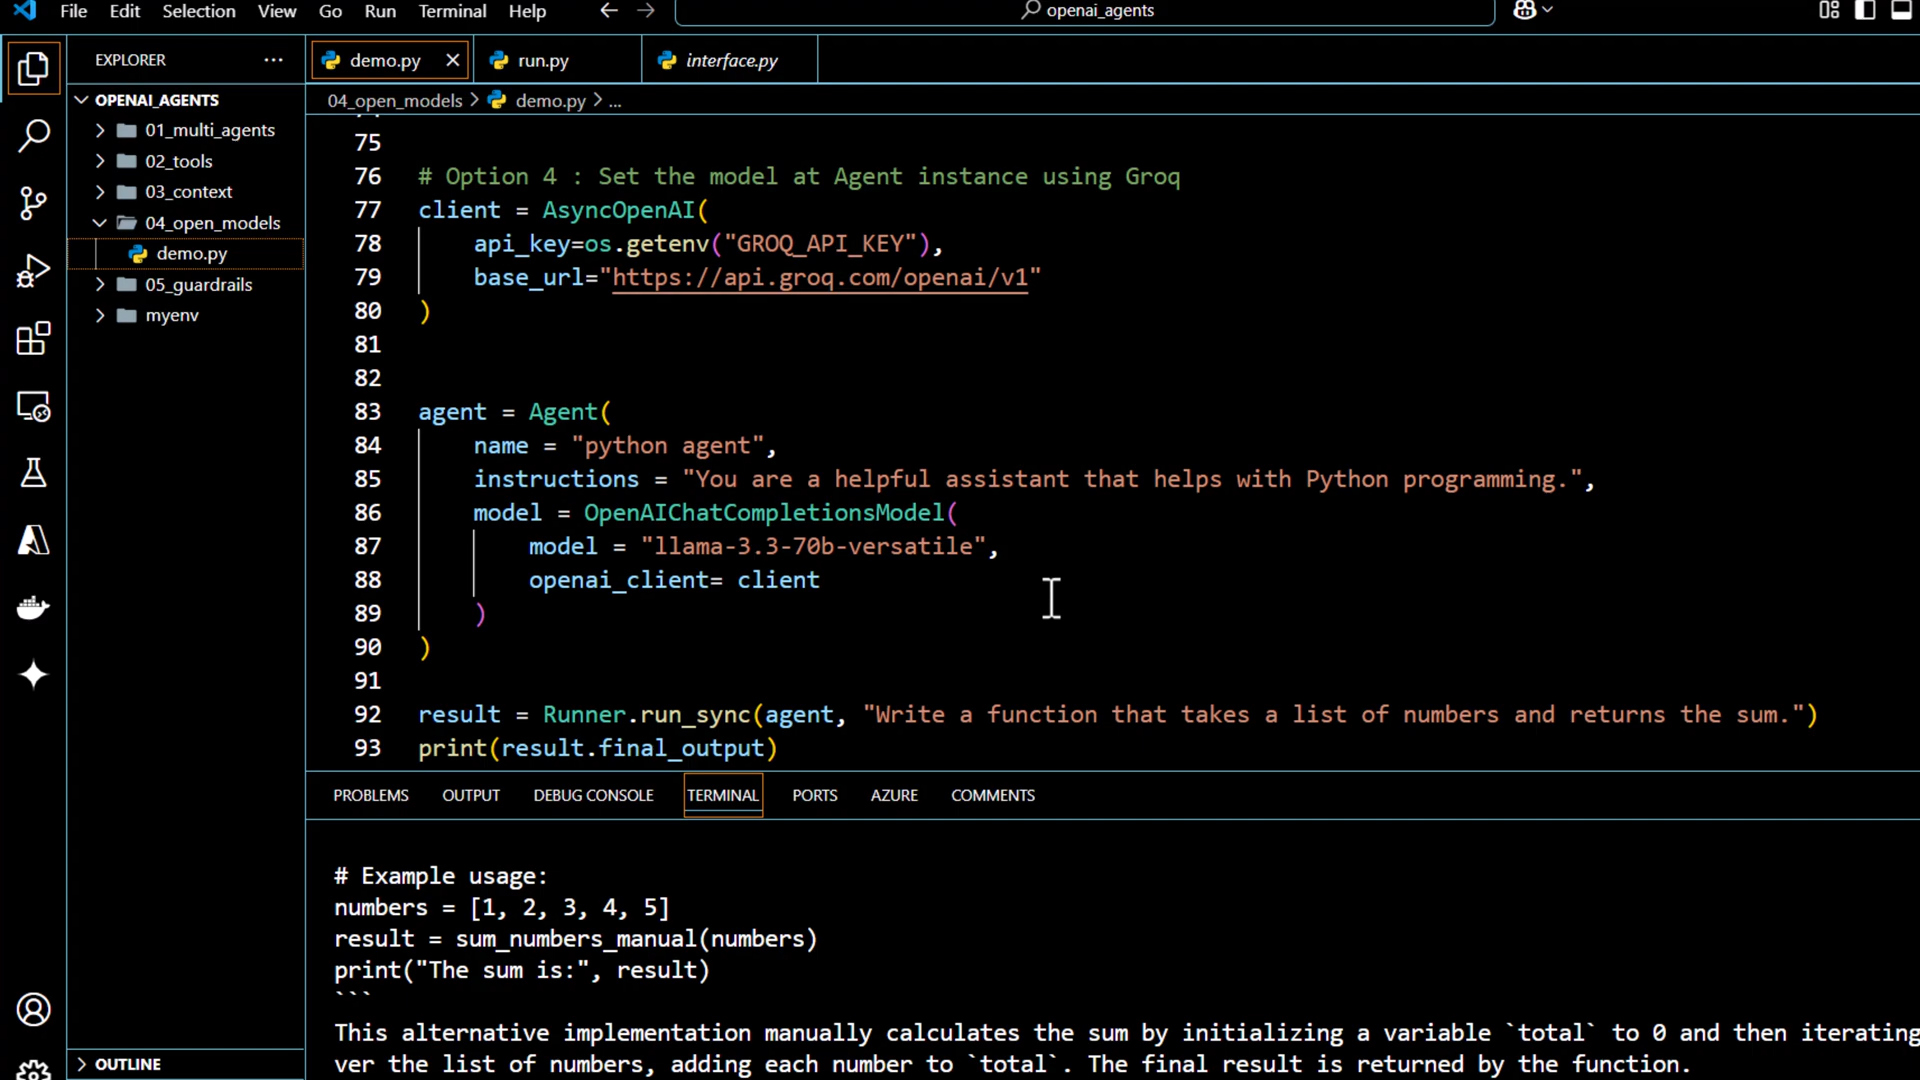 File Edit Selection View Go Run Terminal Help
openai_agents
EXPLORER
demo.py
run.py
interface.py
OPENAI_AGENTS
01_multi_agents
02_tools
03_context
04_open_models
demo.py
05_guardrails
myenv
OUTLINE
04_open_models > demo.py > ...
75
76 # Option 4 : Set the model at Agent instance using Groq
77 client = AsyncOpenAI(
78 api_key=os.getenv("GROQ_API_KEY"),
79 base_url="https://api.groq.com/openai/v1"
80 )
81
82
83 agent = Agent(
84 name = "python agent",
85 instructions = "You are a helpful assistant that helps with Python programming.",
86 model = OpenAIChatCompletionsModel(
87 model = "llama-3.3-70b-versatile",
88 openai_client= client
89 )
90 )
91
92 result = Runner.run_sync(agent, "Write a function that takes a list of numbers and returns the sum.")
93 print(result.final_output)
PROBLEMS OUTPUT DEBUG CONSOLE TERMINAL PORTS AZURE COMMENTS
# Example usage:
numbers = [1, 2, 3, 4, 5]
result = sum_numbers_manual(numbers)
print("The sum is:", result)
```
This alternative implementation manually calculates the sum by initializing a variable `total` to 0 and then iterating
ver the list of numbers, adding each number to `total`. The final result is returned by the function.